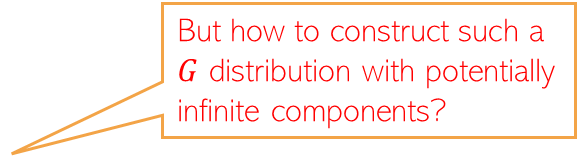 But how to construct such a
G distribution with potentially
infinite components?